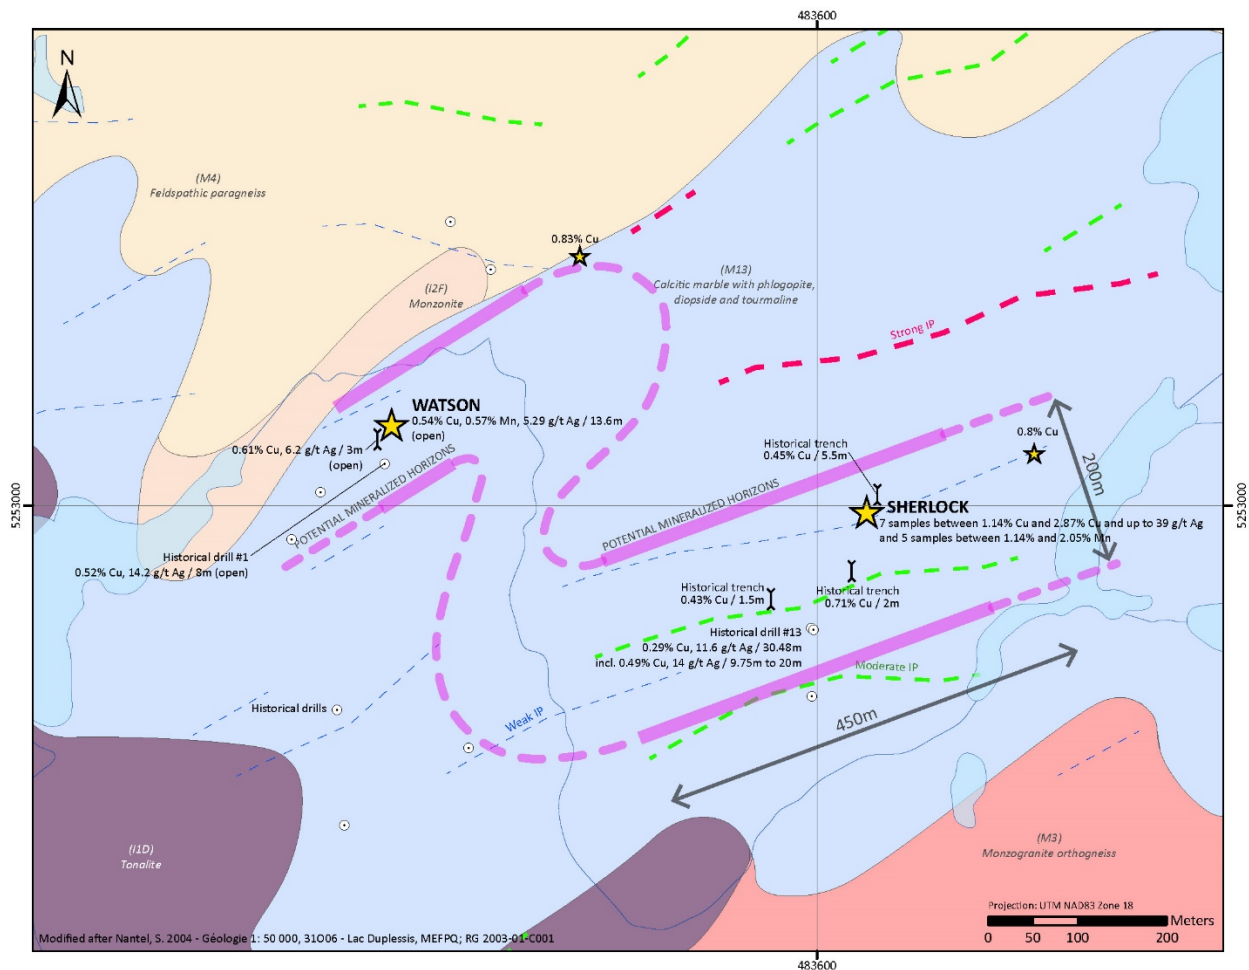 483600
N
(M4)
Feldspathic paragneiss
0.83% Cu
(M13)
Calcitic marble with phlogopite,
diopside and tourmaline
(I2F)
Monzonite
Strong IP
WATSON
0.54% Cu, 0.57% Mn, 5.29 g/t Ag / 13.6m
(open)
0.61% Cu, 6.2 g/t Ag / 3m
(open)
Historical trench
0.45% Cu / 5.5m
0.8% Cu
200m
5253000
5253000
POTENTIAL MINERALIZED HORIZONS
POTENTIAL MINERALIZED HORIZONS
SHERLOCK
7 samples between 1.14% Cu and 2.87% Cu and up to 39 g/t Ag
and 5 samples between 1.14% and 2.05% Mn
Historical drill #1
0.52% Cu, 14.2 g/t Ag / 8m (open)
Historical trench
0.43% Cu / 1.5m
Historical trench
0.71% Cu / 2m
Historical drill #13
0.29% Cu, 11.6 g/t Ag / 30.48m
incl. 0.49% Cu, 14 g/t Ag / 9.75m to 20m
Moderate IP
Historical drills
Weak IP
450m
(I1D)
Tonalite
(M3)
Monzogranite orthogneiss
Projection: UTM NAD83 Zone 18
Meters
0 50 100 200
Modified after Nantel, S. 2004 - Géologie 1: 50 000, 31O06 - Lac Duplessis, MEFPQ; RG 2003-01-C001
483600